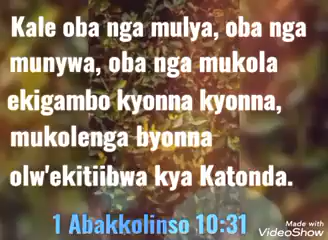 Kale oba nga mulya, oba nga
munywa, oba nga mukola
ekigambo kyonna kyonna,
mukolenga byonna
olw'ekitiibwa kya Katonda.
1 Abakkolinso 10:31
Made with
VideoShow